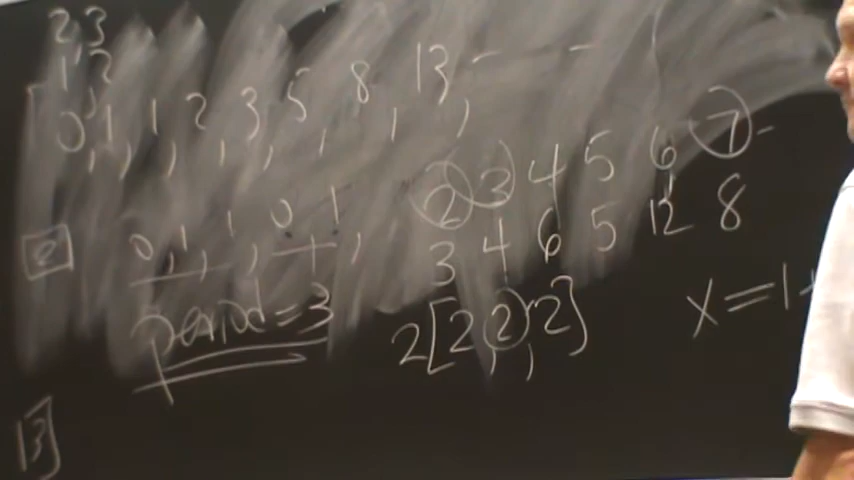 2,3
1,2
0, 1, 1, 2, 3, 5, 8, 13, - - -
2 3 4 5 6 7 -
2 0, 1, 1, 0, 1,
3 4 6 5 12 8
period = 3
2[2, 2, 2]
x = 1 +
13]